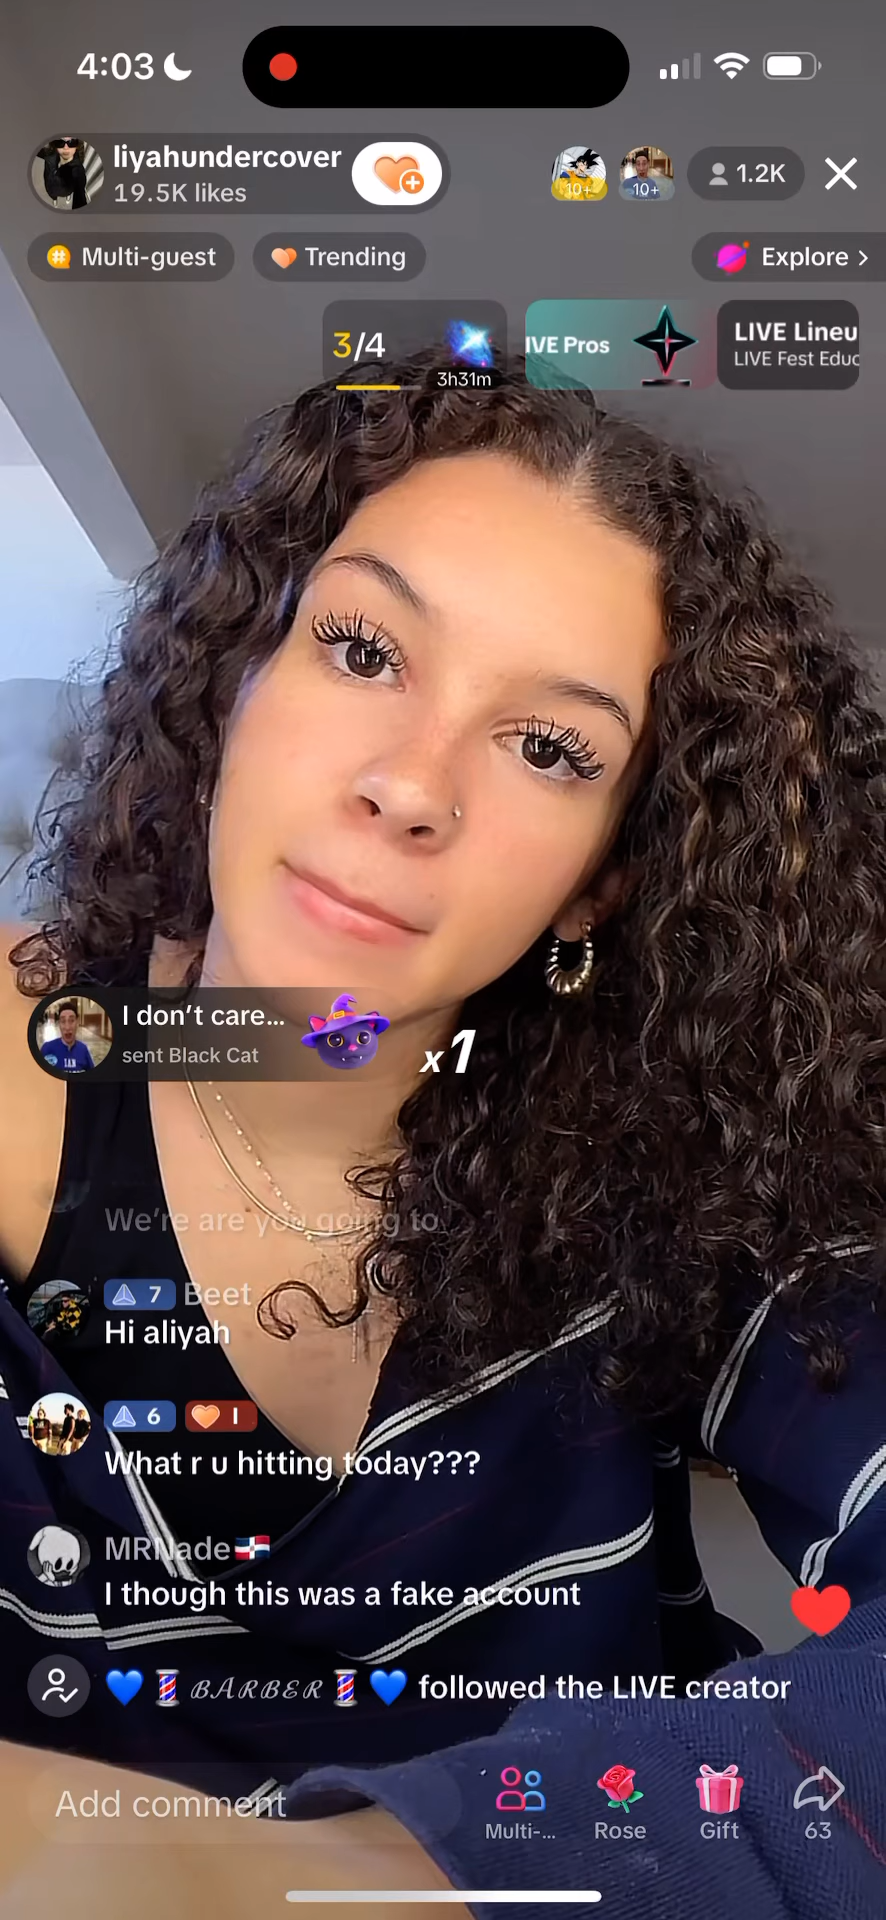 4:03
liyahundercover
19.5K likes
10+
10+
1.2K
Multi-guest
Trending
Explore >
3/4
3h31m
IVE Pros
LIVE Lineu
LIVE Fest Educ
I don't care...
sent Black Cat
x1
We're are you going to
7 Beet
Hi aliyah
6 I
What r u hitting today???
MRNade🇩🇴
I though this was a fake account
💙💈ℬ𝒜ℛℬℰℛ💈💙 followed the LIVE creator
Add comment
Multi-...
Rose
Gift
63